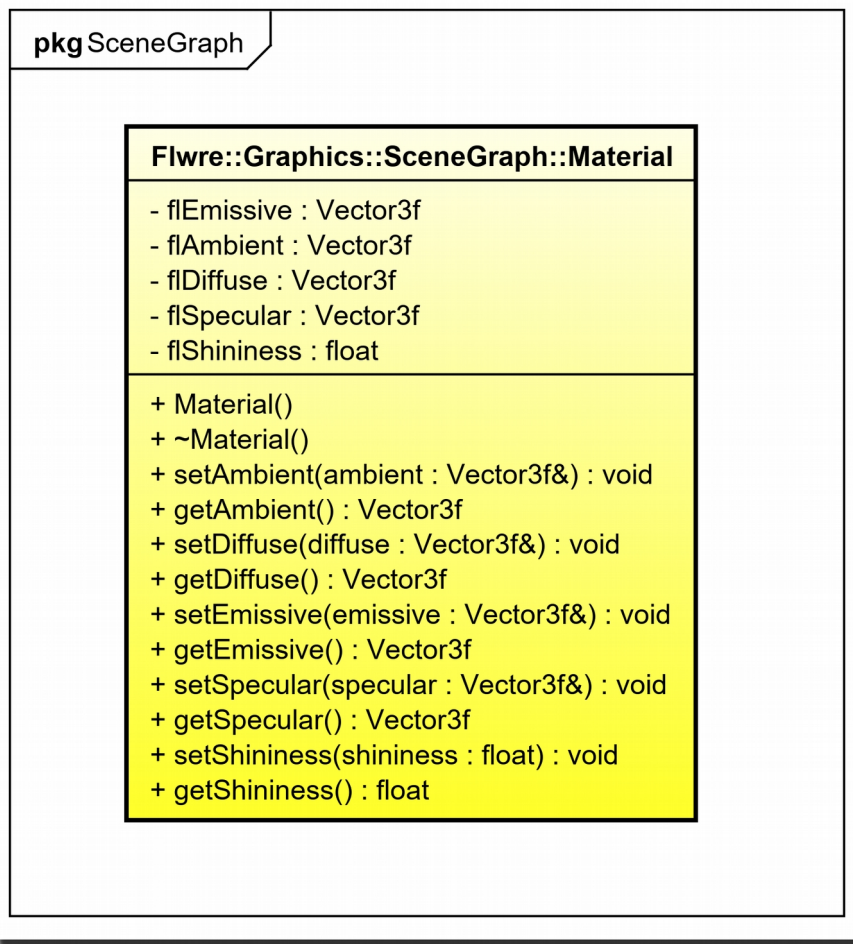 pkg SceneGraph
Flwre::Graphics::SceneGraph::Material
- flEmissive : Vector3f
- flAmbient : Vector3f
- flDiffuse : Vector3f
- flSpecular : Vector3f
- flShininess : float
+ Material()
+ ~Material()
+ setAmbient(ambient : Vector3f&) : void
+ getAmbient() : Vector3f
+ setDiffuse(diffuse : Vector3f&) : void
+ getDiffuse() : Vector3f
+ setEmissive(emissive : Vector3f&) : void
+ getEmissive() : Vector3f
+ setSpecular(specular : Vector3f&) : void
+ getSpecular() : Vector3f
+ setShininess(shininess : float) : void
+ getShininess() : float